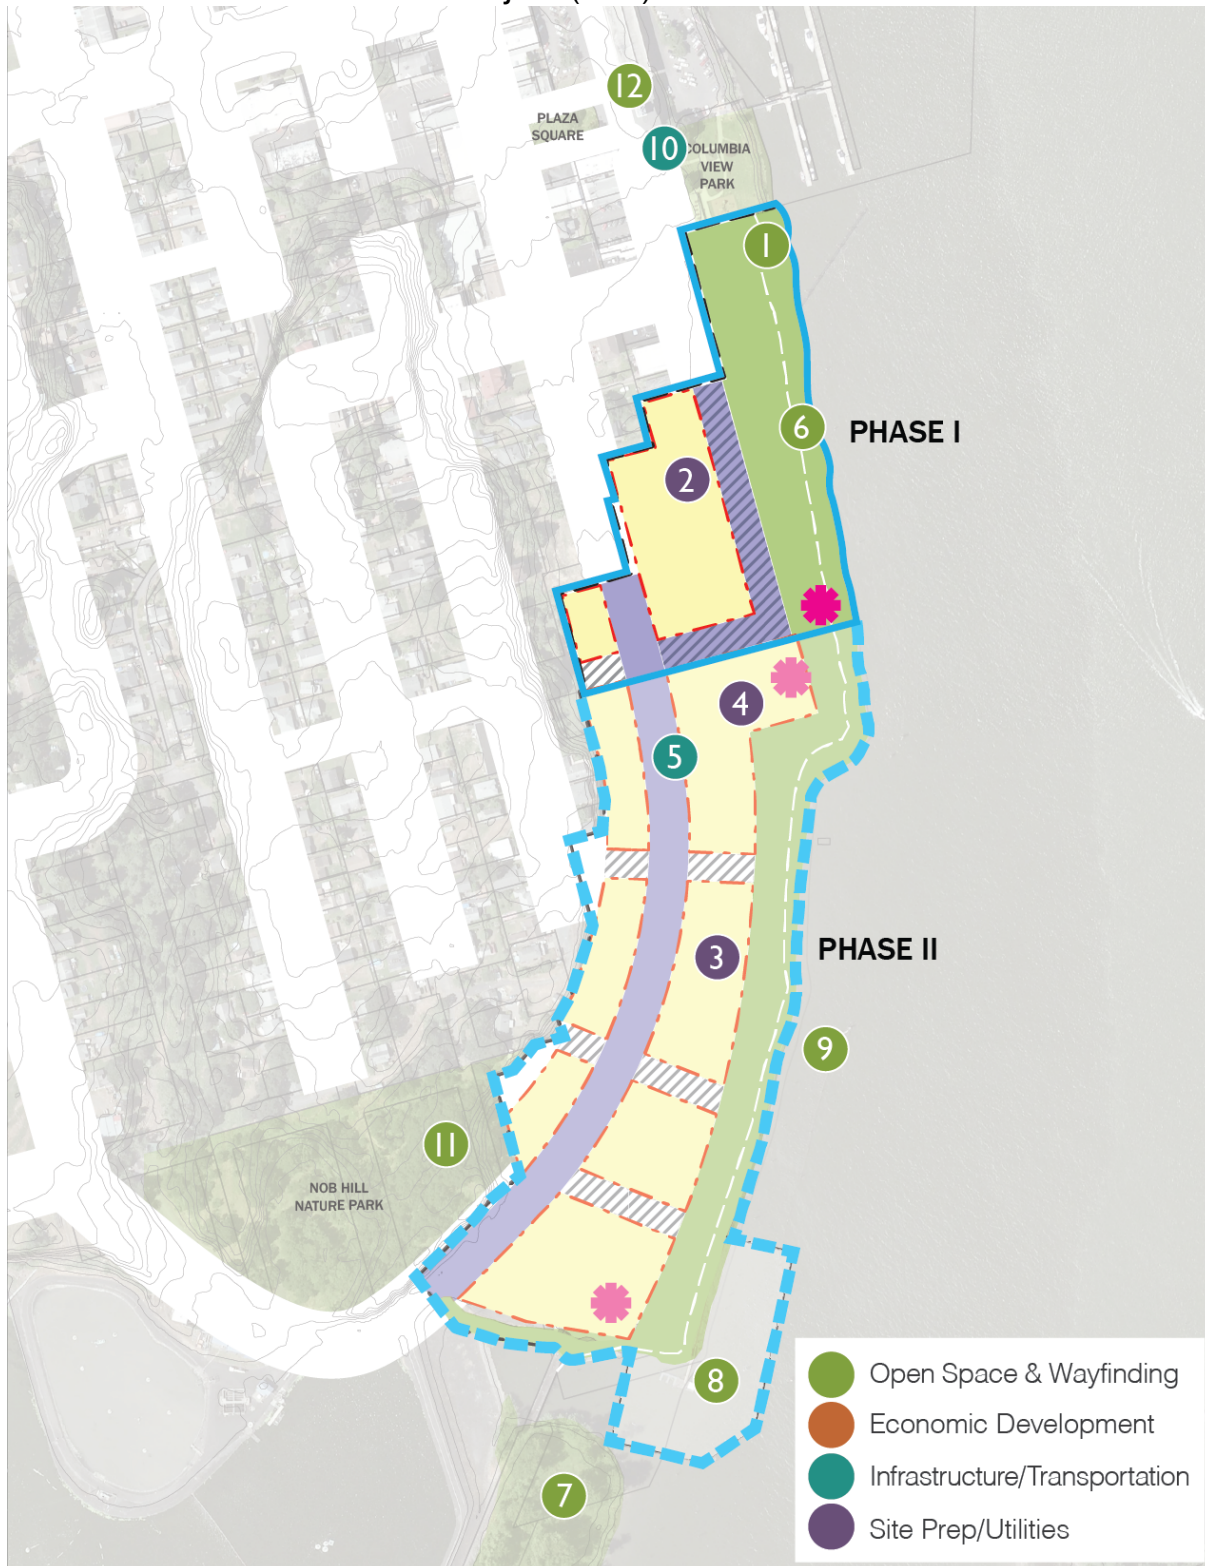 12
PLAZA
SQUARE
10
COLUMBIA
VIEW
PARK
1
6
PHASE I
2
4
5
3
PHASE II
9
11
NOB HILL
NATURE PARK
8
7
Open Space & Wayfinding
Economic Development
Infrastructure/Transportation
Site Prep/Utilities